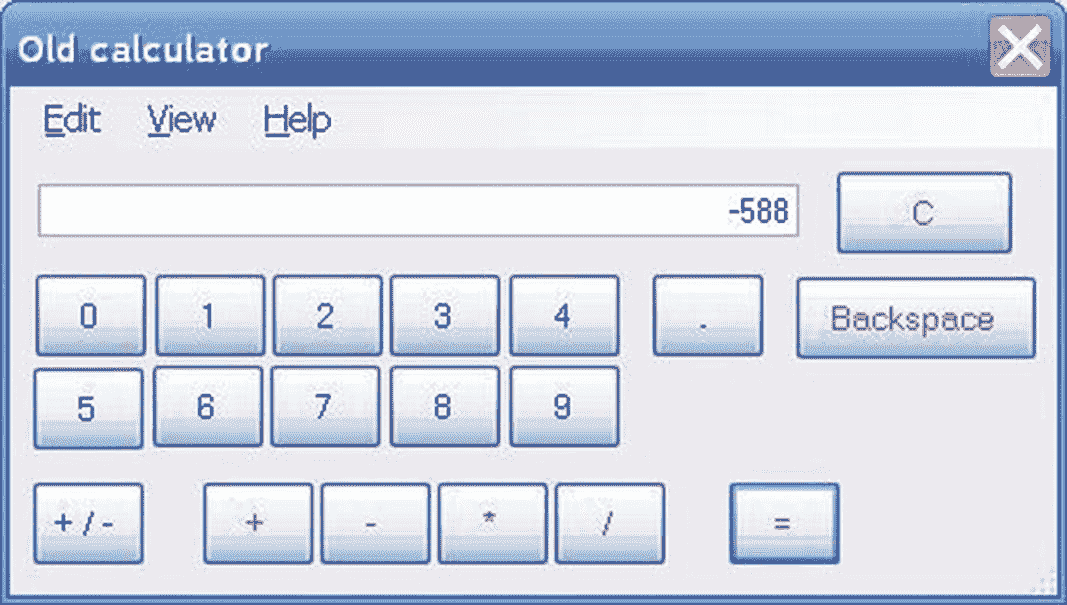 Old calculator
Edit View Help
-588 C
0 1 2 3 4 . Backspace
5 6 7 8 9
+/- + - * / =